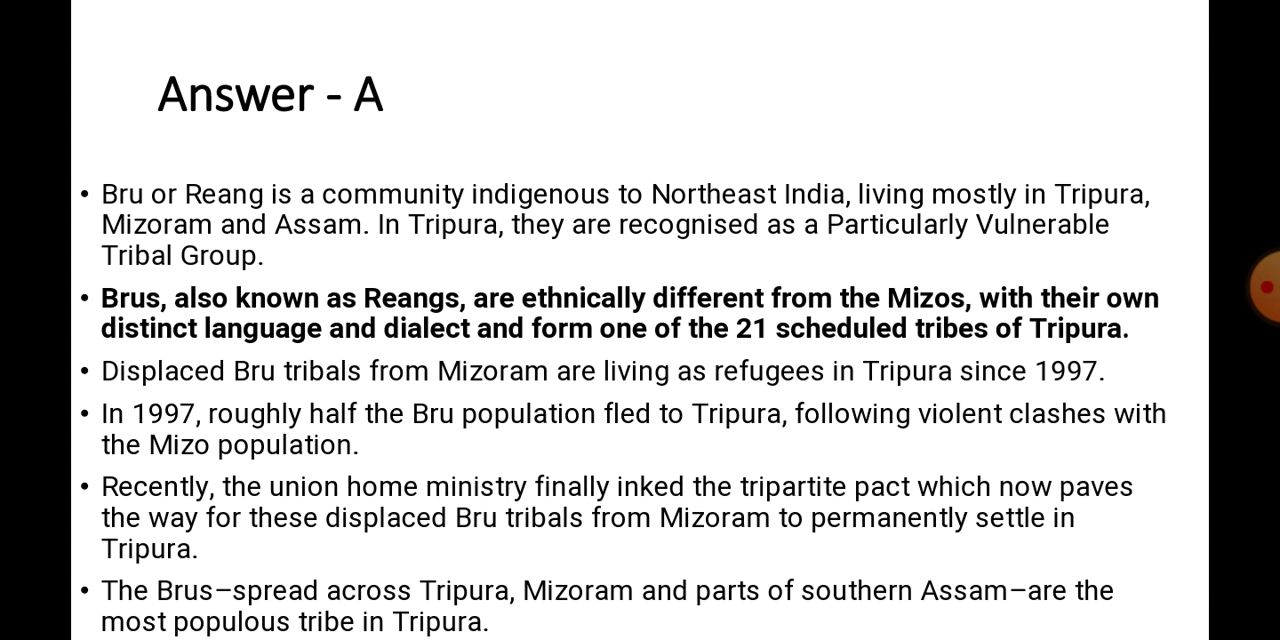 Answer - A
• Bru or Reang is a community indigenous to Northeast India, living mostly in Tripura,
Mizoram and Assam. In Tripura, they are recognised as a Particularly Vulnerable
Tribal Group.
• Brus, also known as Reangs, are ethnically different from the Mizos, with their own
distinct language and dialect and form one of the 21 scheduled tribes of Tripura.
• Displaced Bru tribals from Mizoram are living as refugees in Tripura since 1997.
• In 1997, roughly half the Bru population fled to Tripura, following violent clashes with
the Mizo population.
• Recently, the union home ministry finally inked the tripartite pact which now paves
the way for these displaced Bru tribals from Mizoram to permanently settle in
Tripura.
• The Brus–spread across Tripura, Mizoram and parts of southern Assam–are the
most populous tribe in Tripura.